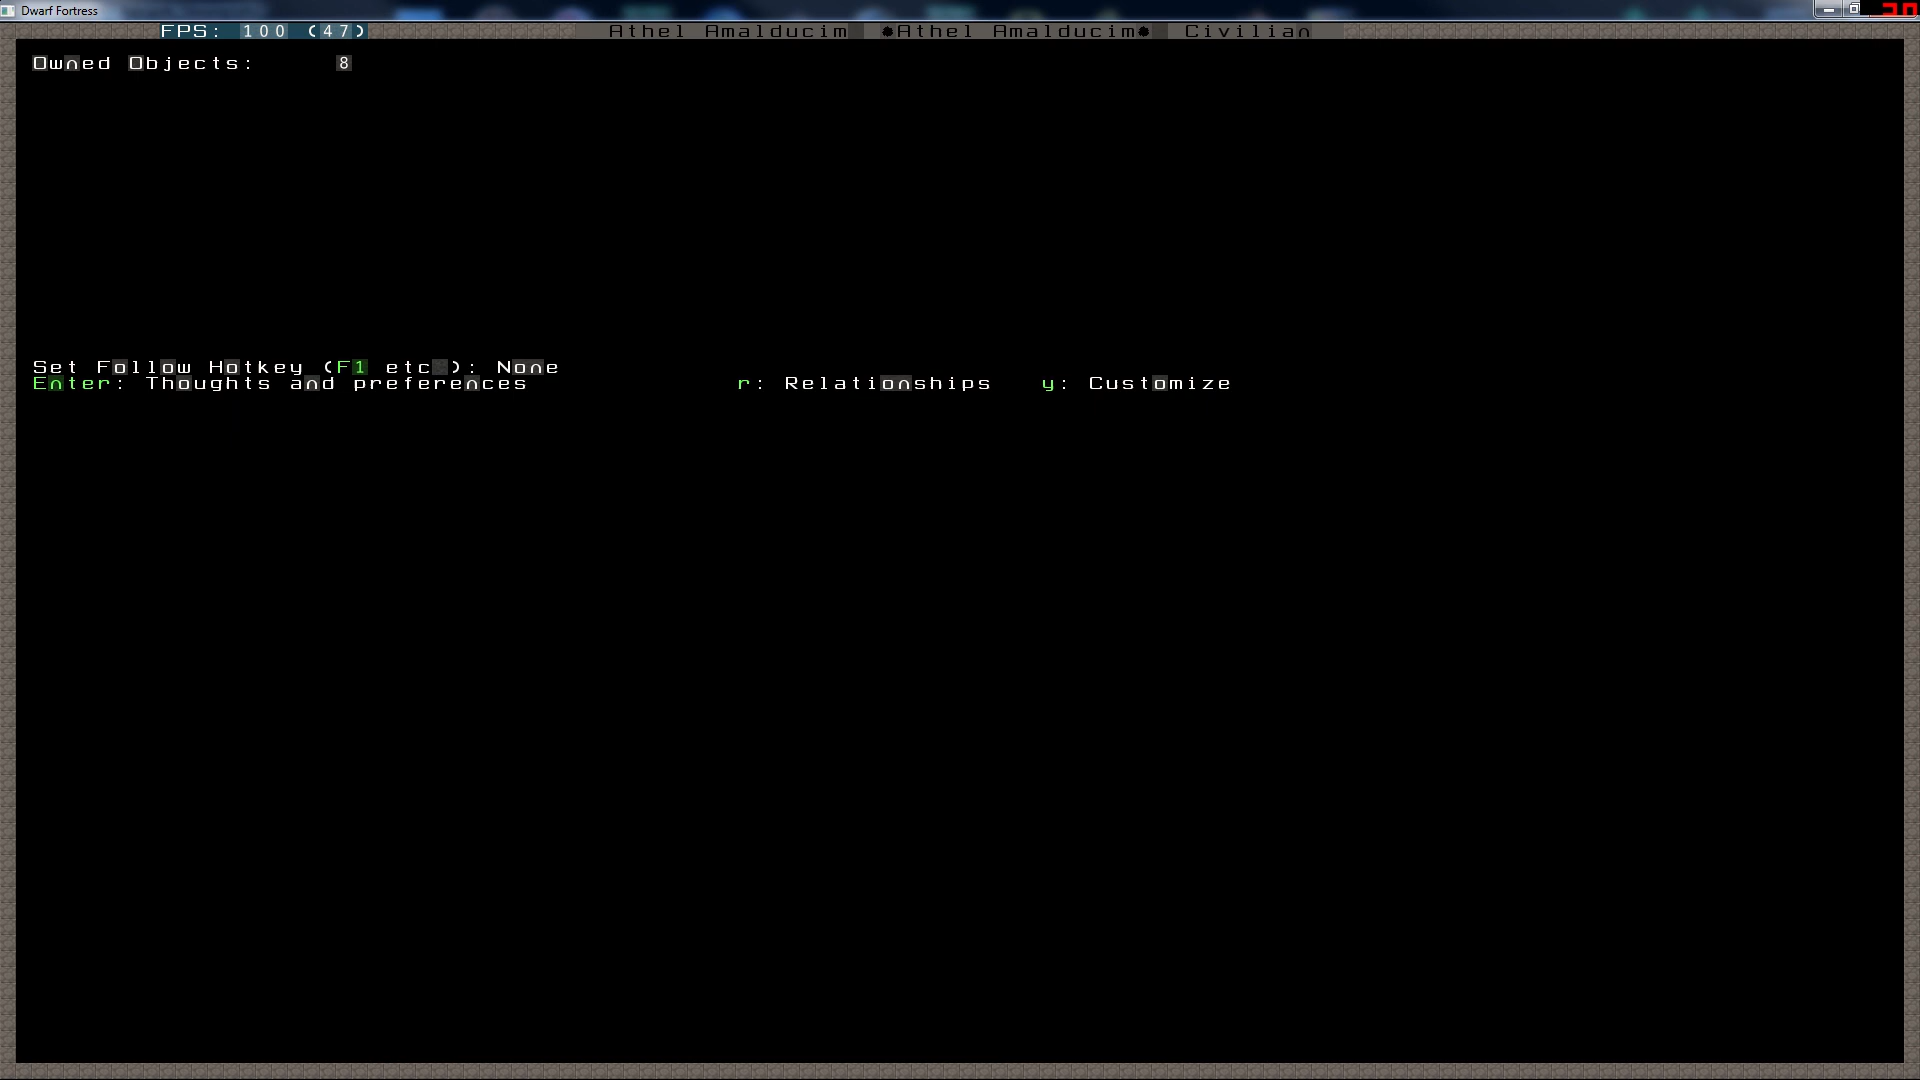 Dwarf Fortress
FPS: 100 (47) Athel Amalducim ●Athel Amalducim● Civilian
Owned Objects: 8
Set Follow Hotkey (F1 etc ): None
Enter: Thoughts and preferences r: Relationships y: Customize